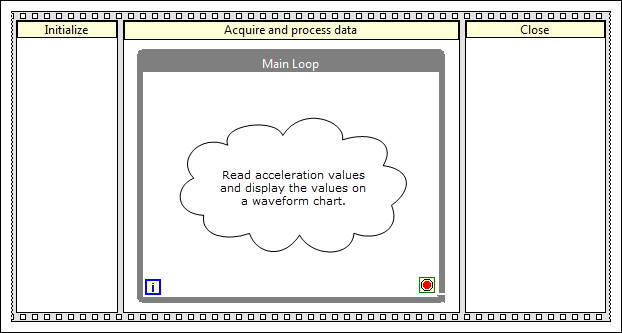 Initialize
Acquire and process data
Close
Main Loop
Read acceleration values
and display the values on
a waveform chart.
i